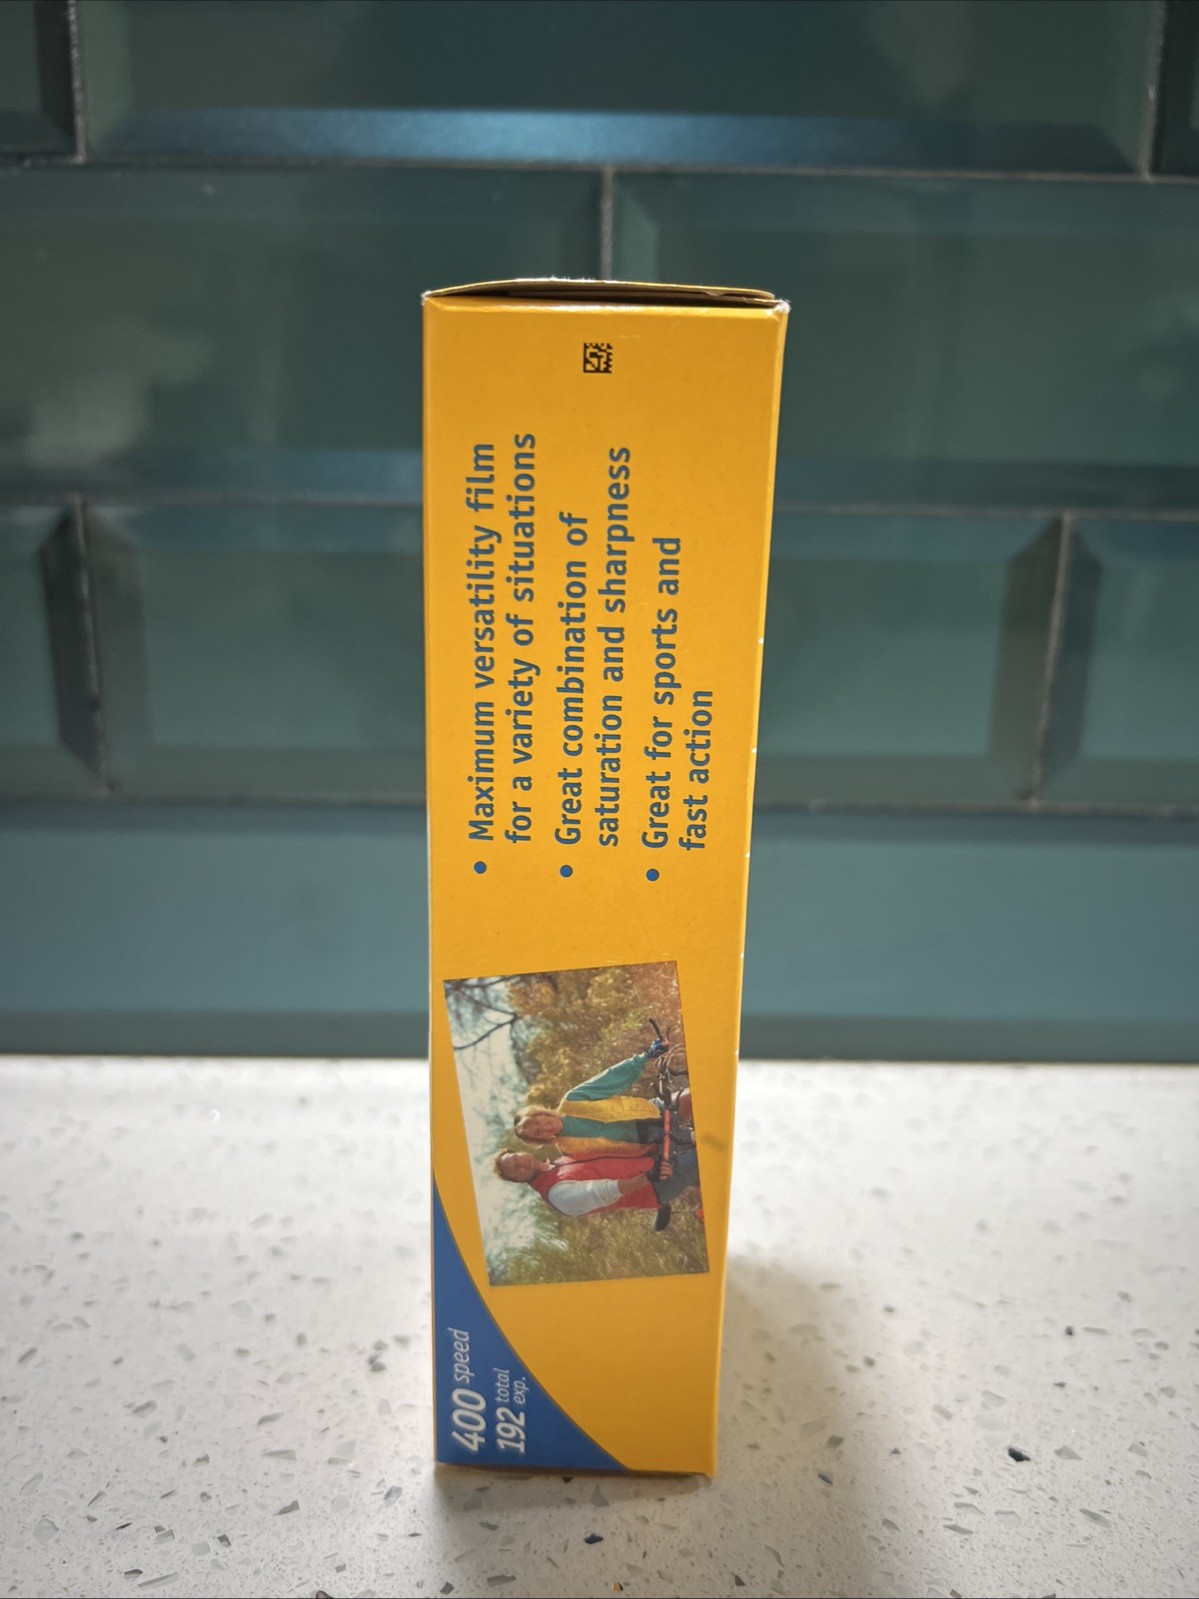 • Maximum versatility film
for a variety of situations
• Great combination of
saturation and sharpness
• Great for sports and
fast action
400 speed
192 total exp.